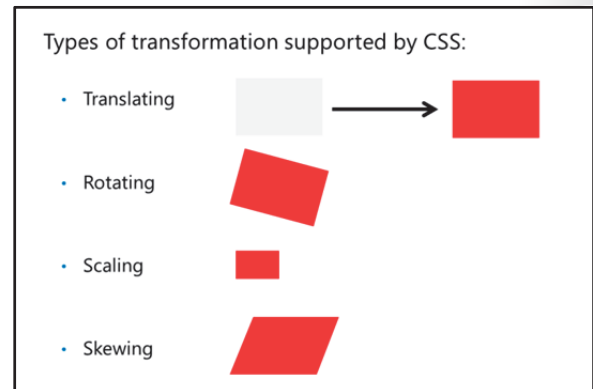 Types of transformation supported by CSS:
• Translating
• Rotating
• Scaling
• Skewing